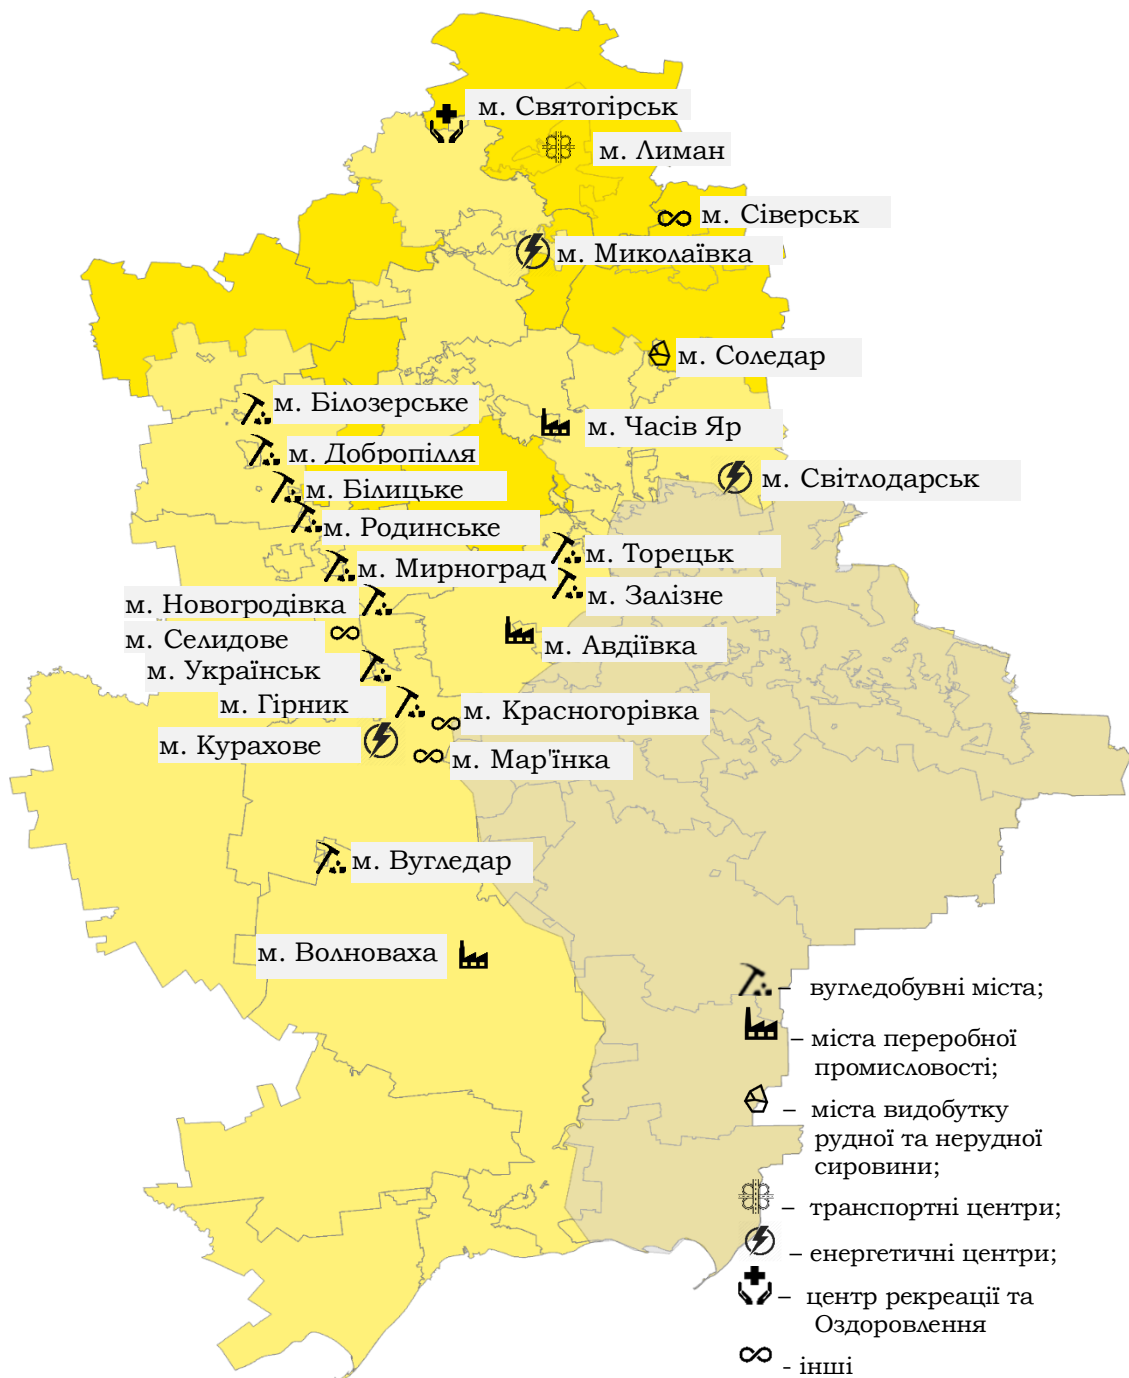 м. Святогірськ
м. Лиман
м. Сіверськ
м. Миколаївка
м. Соледар
м. Білозерське
м. Часів Яр
м. Добропілля
м. Світлодарськ
м. Білицьке
м. Родинське
м. Торецьк
м. Мирноград
м. Залізне
м. Новогродівка
м. Селидове
м. Авдіївка
м. Українськ
м. Гірник
м. Красногорівка
м. Курахове
м. Мар'їнка
м. Вугледар
м. Волноваха
– вугледобувні міста;
– міста переробної
промисловості;
– міста видобутку
рудної та нерудної
сировини;
– транспортні центри;
– енергетичні центри;
– центр рекреації та
Оздоровлення
- інші